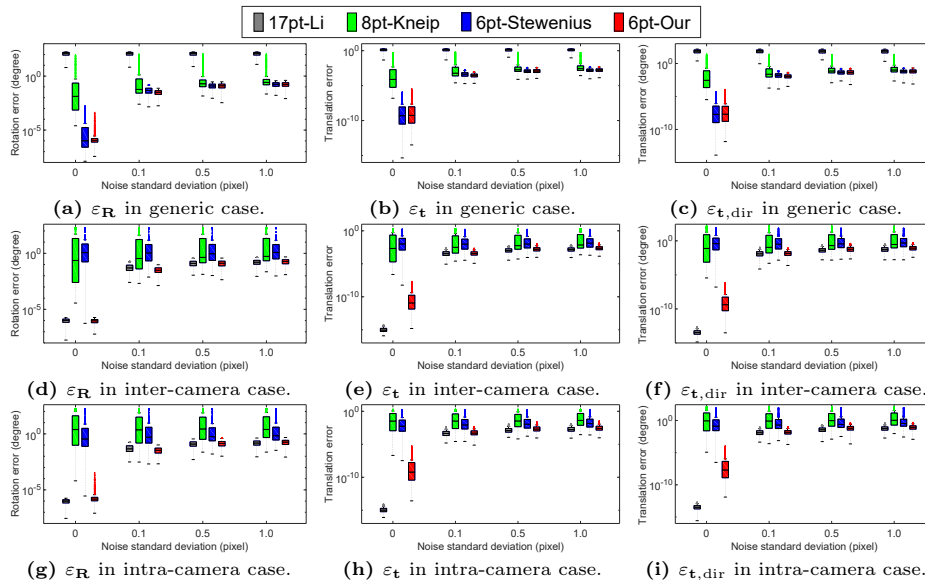 17pt-Li 8pt-Kneip 6pt-Stewenius 6pt-Our
Rotation error (degree)
10^0
10^-5
0 0.1 0.5 1.0
Noise standard deviation (pixel)
(a) ε_R in generic case.
Translation error
10^0
10^-10
0 0.1 0.5 1.0
Noise standard deviation (pixel)
(b) ε_t in generic case.
Translation error (degree)
10^0
10^-10
0 0.1 0.5 1.0
Noise standard deviation (pixel)
(c) ε_t,dir in generic case.
Rotation error (degree)
10^0
10^-5
0 0.1 0.5 1.0
Noise standard deviation (pixel)
(d) ε_R in inter-camera case.
Translation error
10^0
10^-10
0 0.1 0.5 1.0
Noise standard deviation (pixel)
(e) ε_t in inter-camera case.
Translation error (degree)
10^0
10^-10
0 0.1 0.5 1.0
Noise standard deviation (pixel)
(f) ε_t,dir in inter-camera case.
Rotation error (degree)
10^0
10^-5
0 0.1 0.5 1.0
Noise standard deviation (pixel)
(g) ε_R in intra-camera case.
Translation error
10^0
10^-10
0 0.1 0.5 1.0
Noise standard deviation (pixel)
(h) ε_t in intra-camera case.
Translation error (degree)
10^0
10^-10
0 0.1 0.5 1.0
Noise standard deviation (pixel)
(i) ε_t,dir in intra-camera case.